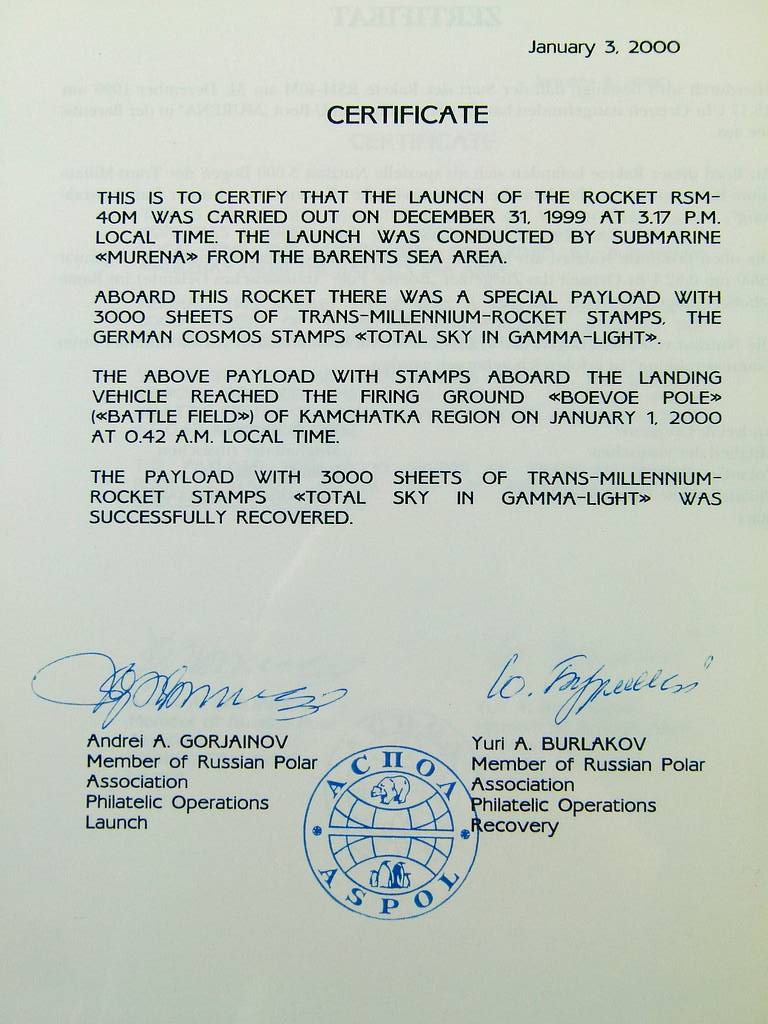 January 3, 2000
CERTIFICATE
THIS IS TO CERTIFY THAT THE LAUNCN OF THE ROCKET RSM-
40M WAS CARRIED OUT ON DECEMBER 31, 1999 AT 3.17 P.M.
LOCAL TIME. THE LAUNCH WAS CONDUCTED BY SUBMARINE
«MURENA» FROM THE BARENTS SEA AREA.
ABOARD THIS ROCKET THERE WAS A SPECIAL PAYLOAD WITH
3000 SHEETS OF TRANS-MILLENNIUM-ROCKET STAMPS, THE
GERMAN COSMOS STAMPS «TOTAL SKY IN GAMMA-LIGHT».
THE ABOVE PAYLOAD WITH STAMPS ABOARD THE LANDING
VEHICLE REACHED THE FIRING GROUND «BOEVOE POLE»
(«BATTLE FIELD») OF KAMCHATKA REGION ON JANUARY 1, 2000
AT 0.42 A.M. LOCAL TIME.
THE PAYLOAD WITH 3000 SHEETS OF TRANS-MILLENNIUM-
ROCKET STAMPS «TOTAL SKY IN GAMMA-LIGHT» WAS
SUCCESSFULLY RECOVERED.
Andrei A. GORJAINOV
Member of Russian Polar
Association
Philatelic Operations
Launch
Yuri A. BURLAKOV
Member of Russian Polar
Association
Philatelic Operations
Recovery
АСПОЛ
ASPOL